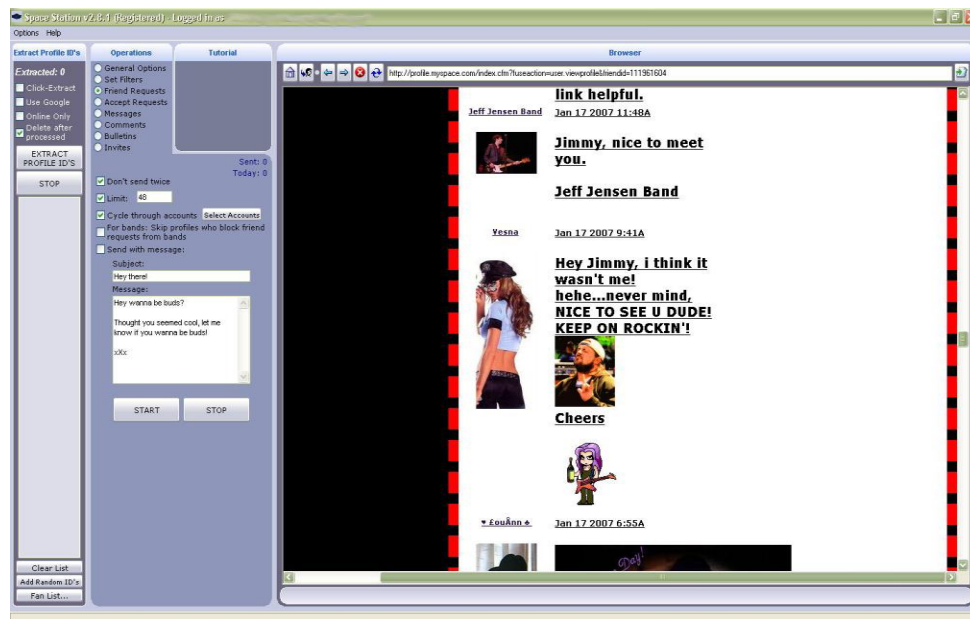 Space Station v2.8.1 (Registered) - Logged in as:
Options Help
Extract Profile ID's
Extracted: 0
Click-Extract
Use Google
Online Only
Delete after
processed
EXTRACT
PROFILE ID'S
STOP
Clear List
Add Random ID's
Fan List...
Operations
Tutorial
General Options
Set Filters
Friend Requests
Accept Requests
Messages
Comments
Bulletins
Invites
Sent: 0
Today: 0
Don't send twice
Limit: 48
Cycle through accounts Select Accounts
For bands: Skip profiles who block friend
requests from bands
Send with message:
Subject:
Hey there!
Message:
Hey wanna be buds?
Thought you seemed cool, let me
know if you wanna be buds!
xXx
START STOP
Browser
http://profile.myspace.com/index.cfm?fuseaction=user.viewprofile&friendid=111961604
link helpful.
Jeff Jensen Band Jan 17 2007 11:48A
Jimmy, nice to meet
you.
Jeff Jensen Band
Yesna Jan 17 2007 9:41A
Hey Jimmy, i think it
wasn't me!
hehe...never mind,
NICE TO SEE U DUDE!
KEEP ON ROCKIN'!
Cheers
♥ £ouÂnn ♣ Jan 17 2007 6:55A
Day!